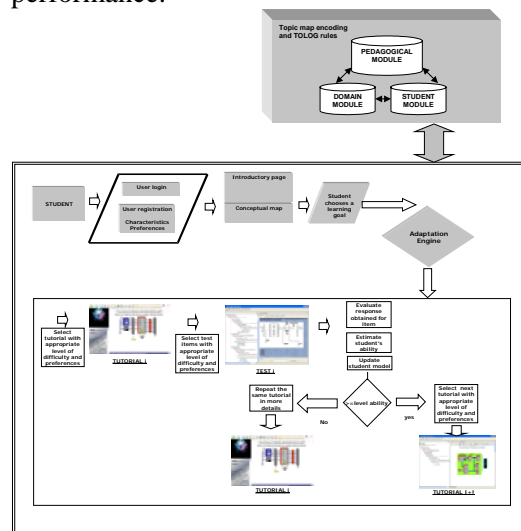 performance.
Topic map encoding
and TOLOG rules
PEDAGOGICAL
MODULE
DOMAIN
MODULE
STUDENT
MODULE
STUDENT
User login
User registration
Characteristics
Preferences
Introductory page
Conceptual map
Student
chooses a
learning
goal
Adaptation
Engine
Select
tutorial with
appropriate
level of
difficulty and
preferences
TUTORIAL i
Select test
items with
appropriate
level of
difficulty and
preferences
TEST i
Evaluate
response
obtained for
item
Estimate
student's
ability
Update
student model
>=level ability
No
yes
Repeat the
same tutorial
in more
details
TUTORIAL i
Select next
tutorial with
appropriate
level of
difficulty and
preferences
TUTORIAL i+1